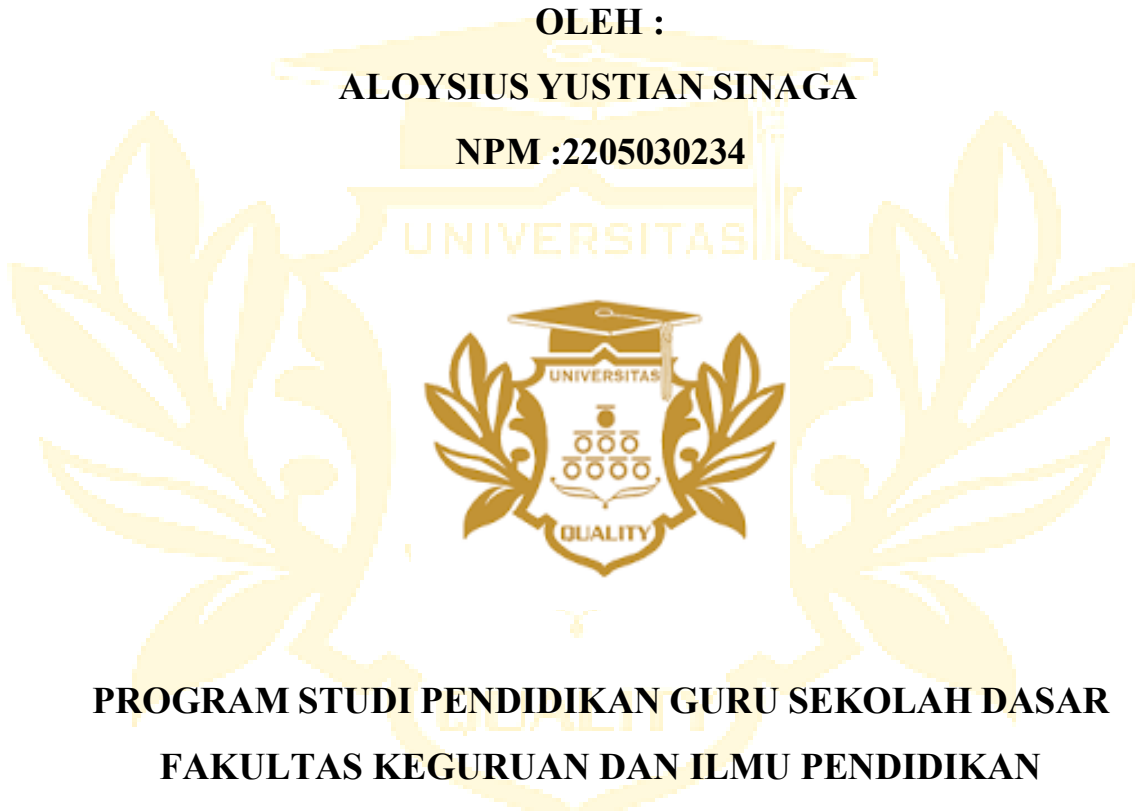 OLEH :
ALOYSIUS YUSTIAN SINAGA
NPM :2205030234
UNIVERSITAS
UNIVERSITAS
QUALITY
PROGRAM STUDI PENDIDIKAN GURU SEKOLAH DASAR
QUALITY
FAKULTAS KEGURUAN DAN ILMU PENDIDIKAN